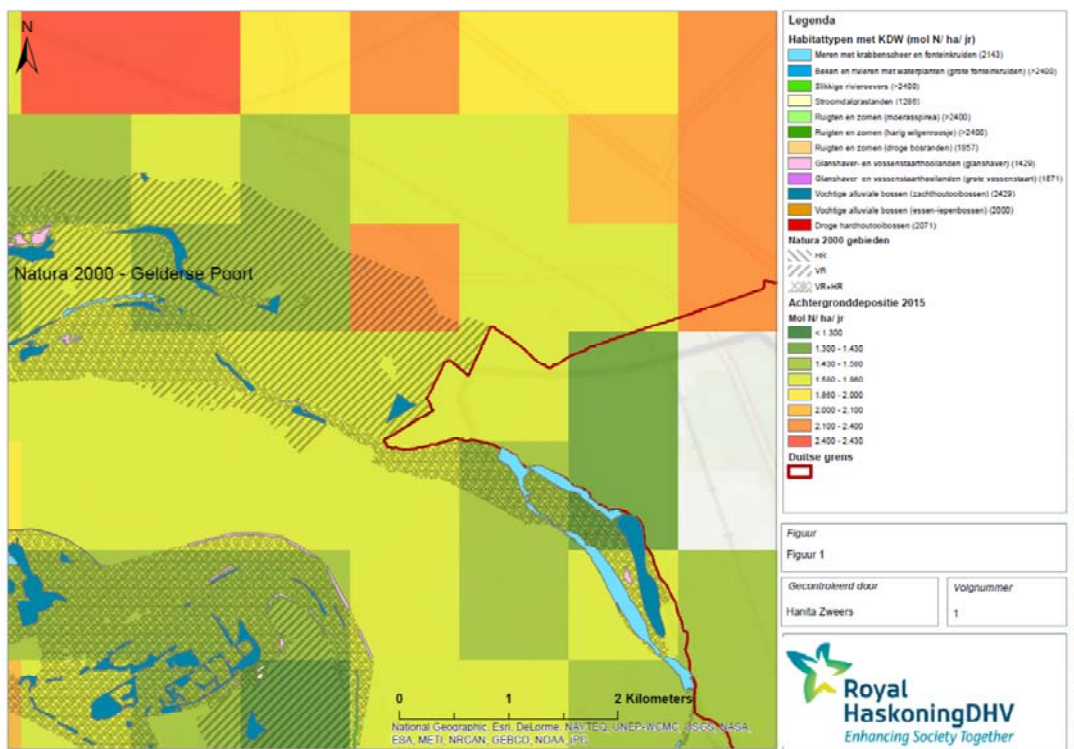 N
Natura 2000 - Gelderse Poort
0 1 2 Kilometers
National Geographic, Esri, DeLorme, NAVTEQ, UNEP-WCMC, USGS, NASA,
ESA, METI, NRCAN, GEBCO, NOAA, iPC
Legenda
Habitattypen met KDW (mol N/ ha/ jr)
Meren met krabbenscheer en fonteinkruiden (2143)
Beken en rivieren met waterplanten (grote fonteinkruiden) (>2400)
Slikkige rivieroevers (>2400)
Stroomdalgraslanden (1286)
Ruigten en zomen (moerasspirea) (>2400)
Ruigten en zomen (harig wilgenroosje) (>2400)
Ruigten en zomen (droge bosranden) (1857)
Glanshaver- en vossenstaarthooilanden (glanshaver) (1429)
Glanshaver- en vossenstaarthooilanden (grote vossenstaart) (1571)
Vochtige alluviale bossen (zachthoutooibossen) (2429)
Vochtige alluviale bossen (essen-iepenbossen) (2000)
Droge hardhoutooibossen (2071)
Natura 2000 gebieden
HR
VR
VR+HR
Achtergronddepositie 2015
Mol N/ ha/ jr
< 1.300
1.300 - 1.430
1.430 - 1.580
1.580 - 1.860
1.860 - 2.000
2.000 - 2.100
2.100 - 2.400
2.400 - 2.430
Duitse grens
Figuur
Figuur 1
Gecontroleerd door
Hanita Zweers
Volgnummer
1
Royal
HaskoningDHV
Enhancing Society Together